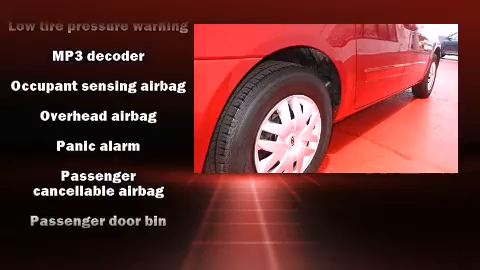 Low tire pressure warning
MP3 decoder
Occupant sensing airbag
Overhead airbag
Panic alarm
Passenger
cancellable airbag
Passenger door bin